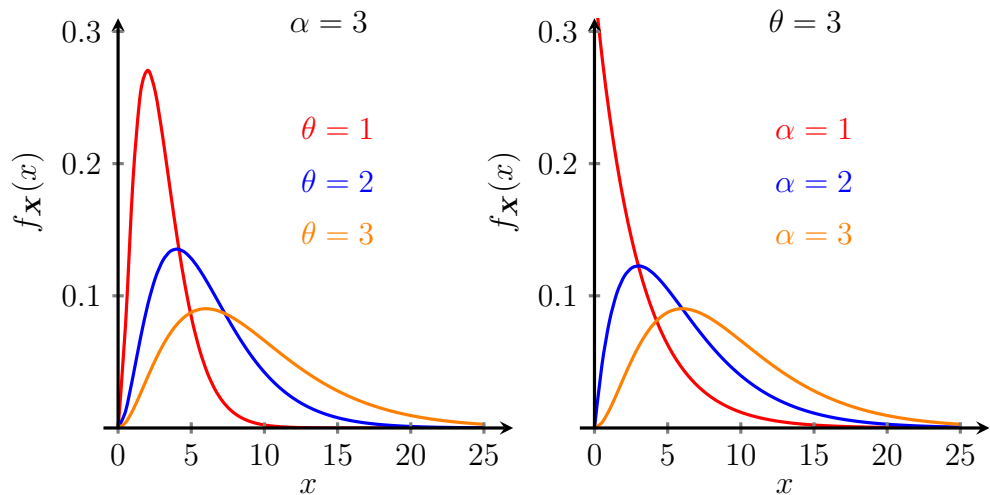 α = 3
0.3
0.2
0.1
f_X(x)
θ = 1
θ = 2
θ = 3
0 5 10 15 20 25
x
θ = 3
0.3
0.2
0.1
f_X(x)
α = 1
α = 2
α = 3
0 5 10 15 20 25
x